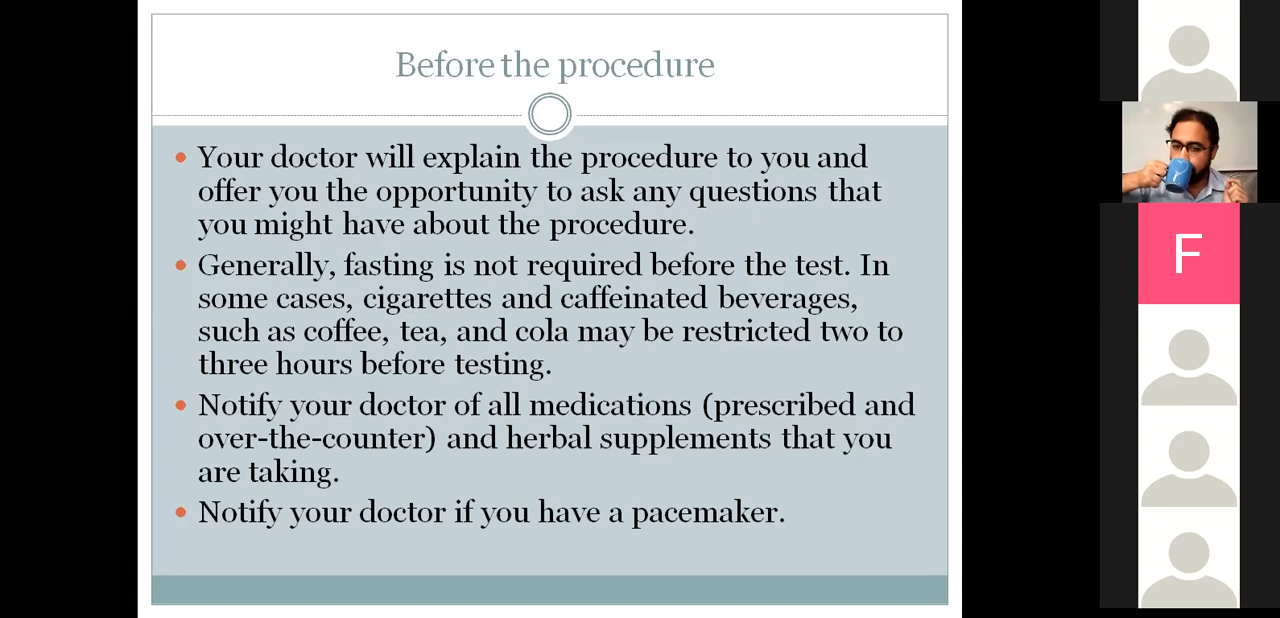 Before the procedure
Your doctor will explain the procedure to you and
offer you the opportunity to ask any questions that
you might have about the procedure.
Generally, fasting is not required before the test. In
some cases, cigarettes and caffeinated beverages,
such as coffee, tea, and cola may be restricted two to
three hours before testing.
Notify your doctor of all medications (prescribed and
over-the-counter) and herbal supplements that you
are taking.
Notify your doctor if you have a pacemaker.
F